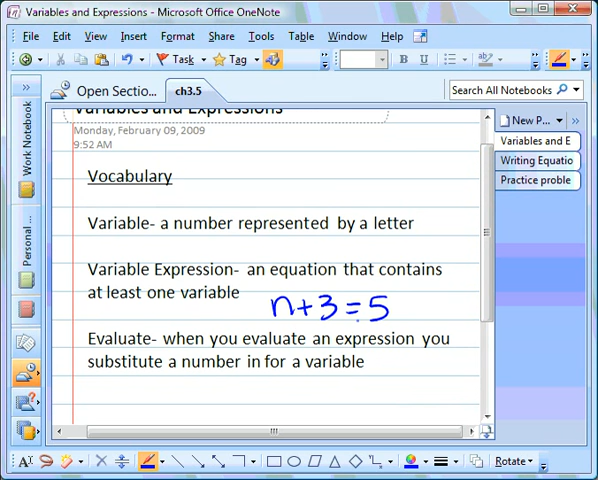 Variables and Expressions - Microsoft Office OneNote
File Edit View Insert Format Share Tools Table Window Help
Task Tag B U ab
Open Sectio... ch3.5 Search All Notebooks
Work Notebook
Personal
Variables and Expressions
Monday, February 09, 2009
9:52 AM
Vocabulary
Variable- a number represented by a letter
Variable Expression- an equation that contains
at least one variable
n+3=5
Evaluate- when you evaluate an expression you
substitute a number in for a variable
New P...
Variables and E
Writing Equatio
Practice proble
Rotate